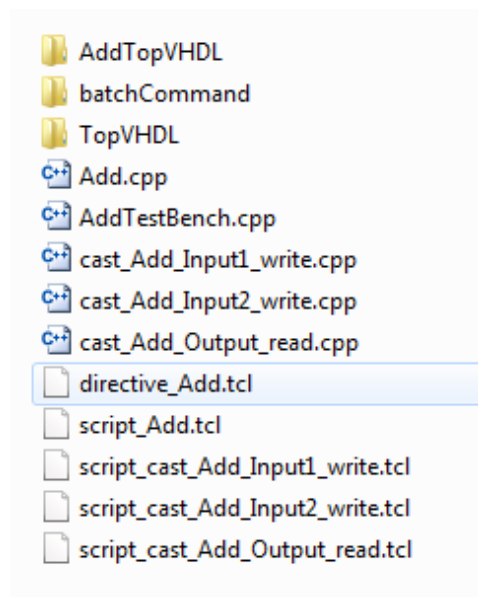 AddTopVHDL
batchCommand
TopVHDL
Add.cpp
AddTestBench.cpp
cast_Add_Input1_write.cpp
cast_Add_Input2_write.cpp
cast_Add_Output_read.cpp
directive_Add.tcl
script_Add.tcl
script_cast_Add_Input1_write.tcl
script_cast_Add_Input2_write.tcl
script_cast_Add_Output_read.tcl